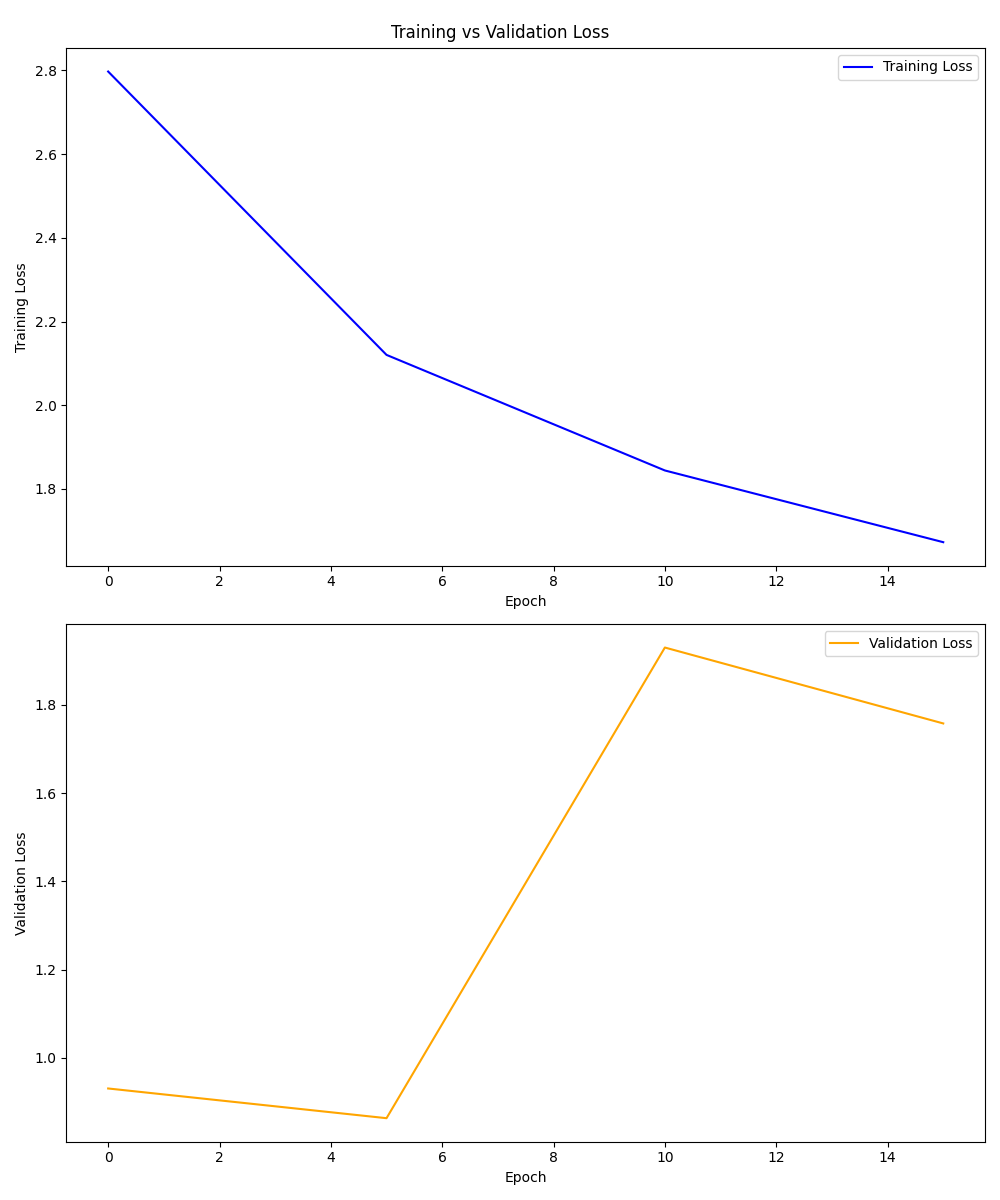 Training vs Validation Loss
Training Loss
2.8
2.6
2.4
2.2
2.0
1.8
Training Loss
0 2 4 6 8 10 12 14
Epoch
Validation Loss
1.8
1.6
1.4
1.2
1.0
Validation Loss
0 2 4 6 8 10 12 14
Epoch